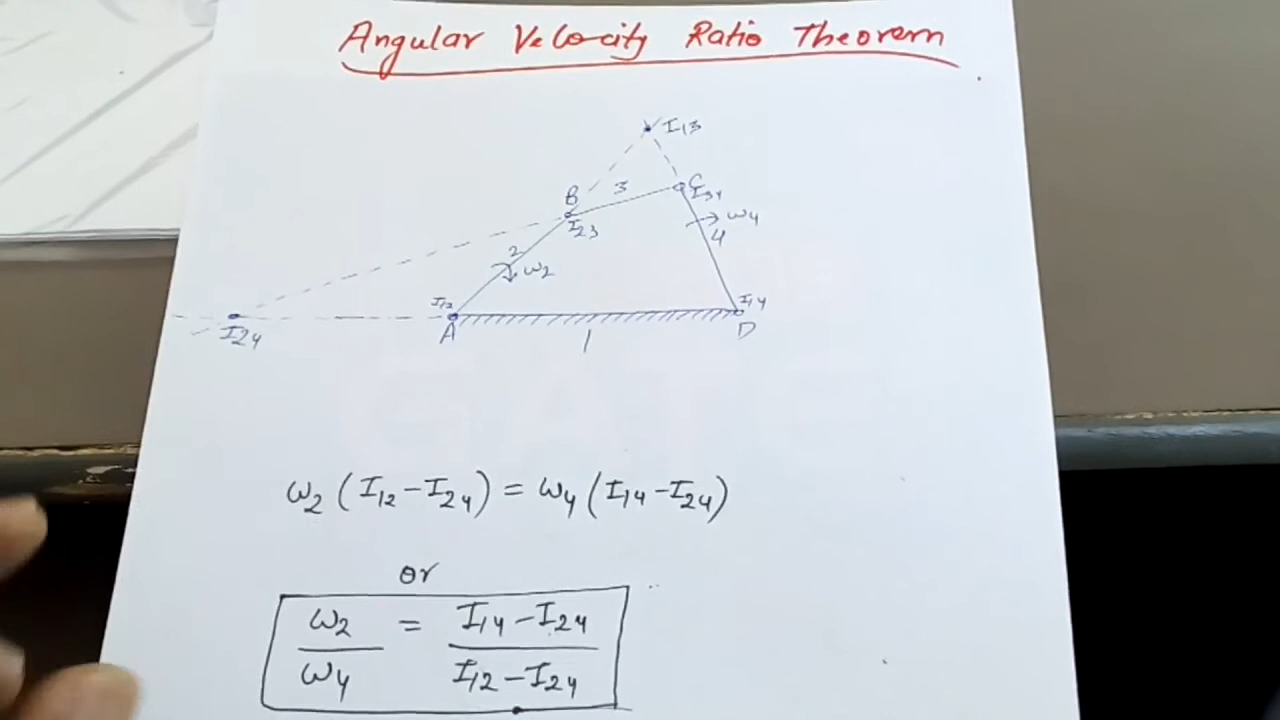 Angular Velocity Ratio Theorem
I13
B
3
C
I34
I23
ω4
4
2
ω2
I12
I14
I24
A
D
1
ω2 (I12 - I24) = ω4 (I14 - I24)
or
ω2 / ω4 = I14 - I24 / I12 - I24